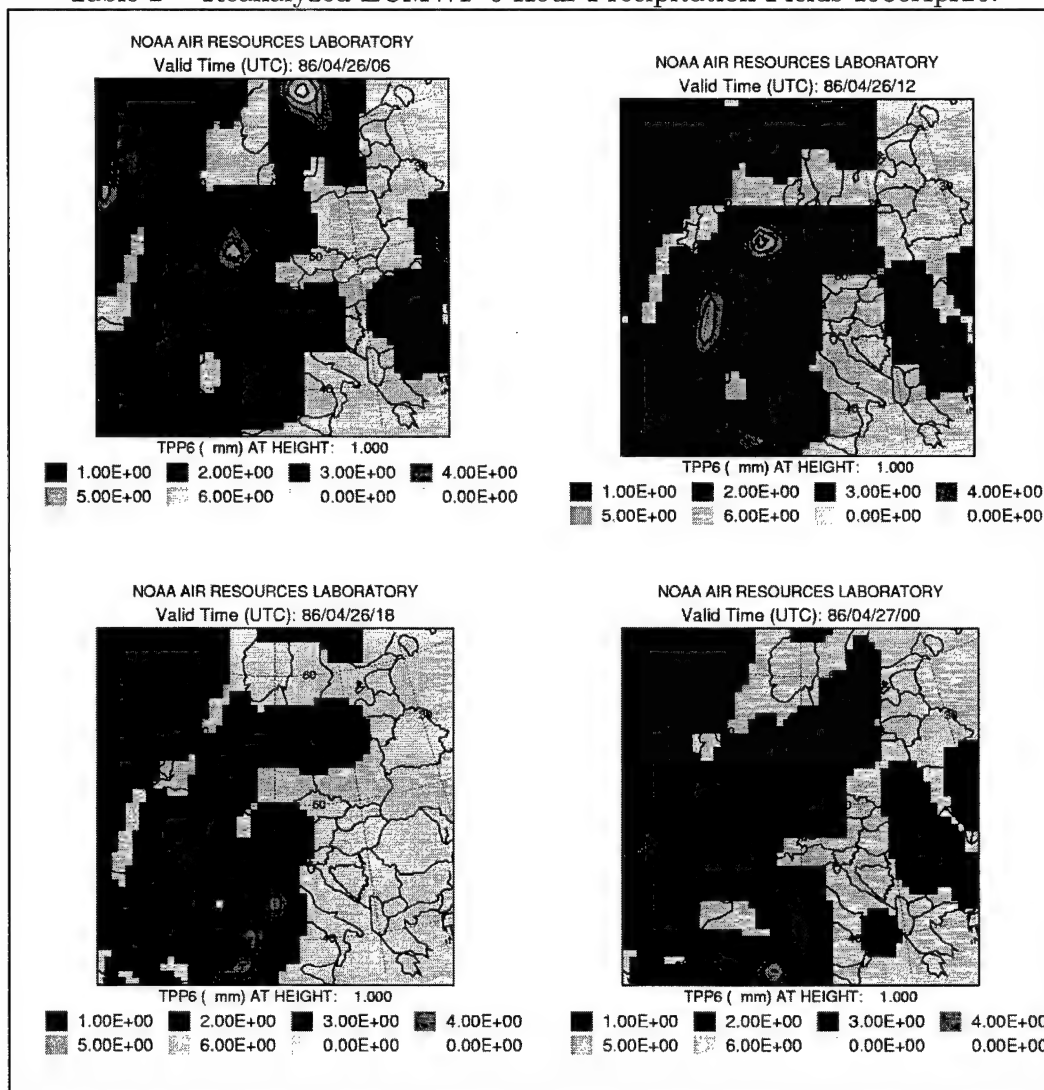 NOAA AIR RESOURCES LABORATORY
Valid Time (UTC): 86/04/26/06
TPP6 ( mm) AT HEIGHT: 1.000
1.00E+00 2.00E+00 3.00E+00 4.00E+00
5.00E+00 6.00E+00 0.00E+00 0.00E+00
NOAA AIR RESOURCES LABORATORY
Valid Time (UTC): 86/04/26/12
TPP6 ( mm) AT HEIGHT: 1.000
1.00E+00 2.00E+00 3.00E+00 4.00E+00
5.00E+00 6.00E+00 0.00E+00 0.00E+00
NOAA AIR RESOURCES LABORATORY
Valid Time (UTC): 86/04/26/18
60
50
TPP6 ( mm) AT HEIGHT: 1.000
1.00E+00 2.00E+00 3.00E+00 4.00E+00
5.00E+00 6.00E+00 0.00E+00 0.00E+00
NOAA AIR RESOURCES LABORATORY
Valid Time (UTC): 86/04/27/00
TPP6 ( mm) AT HEIGHT: 1.000
1.00E+00 2.00E+00 3.00E+00 4.00E+0
5.00E+00 6.00E+00 0.00E+00 0.00E+0